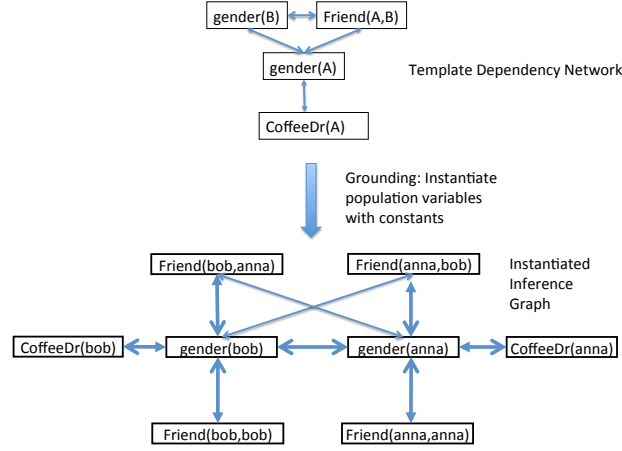 gender(B)
Friend(A,B)
gender(A)
Template Dependency Network
CoffeeDr(A)
Grounding: Instantiate
population variables
with constants
Friend(bob,anna)
Friend(anna,bob)
Instantiated
Inference
Graph
CoffeeDr(bob)
gender(bob)
gender(anna)
CoffeeDr(anna)
Friend(bob,bob)
Friend(anna,anna)